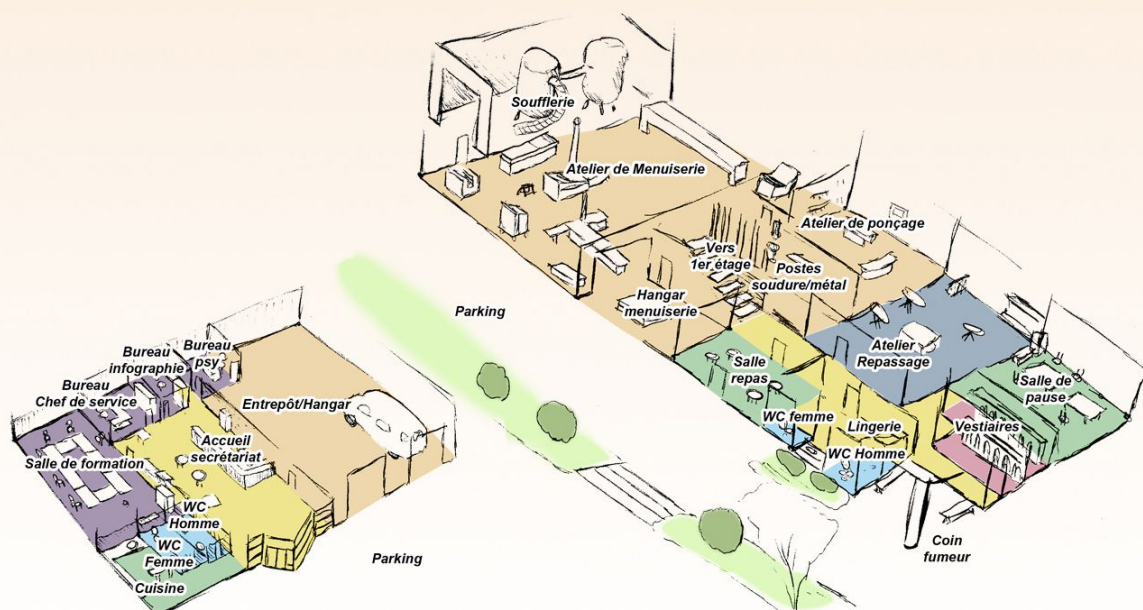 Soufflerie
Atelier de Menuiserie
Atelier de ponçage
Vers
1er étage
Postes
soudure/métal
Hangar
menuiserie
Parking
Atelier
Repassage
Salle
repas
Salle de
pause
WC femme
Lingerie
Vestiaires
WC Homme
Coin
fumeur
Bureau
psy
Bureau
infographie
Bureau
Chef de service
Entrepôt/Hangar
Accueil
secrétariat
Salle de formation
WC
Homme
WC
Femme
Cuisine
Parking